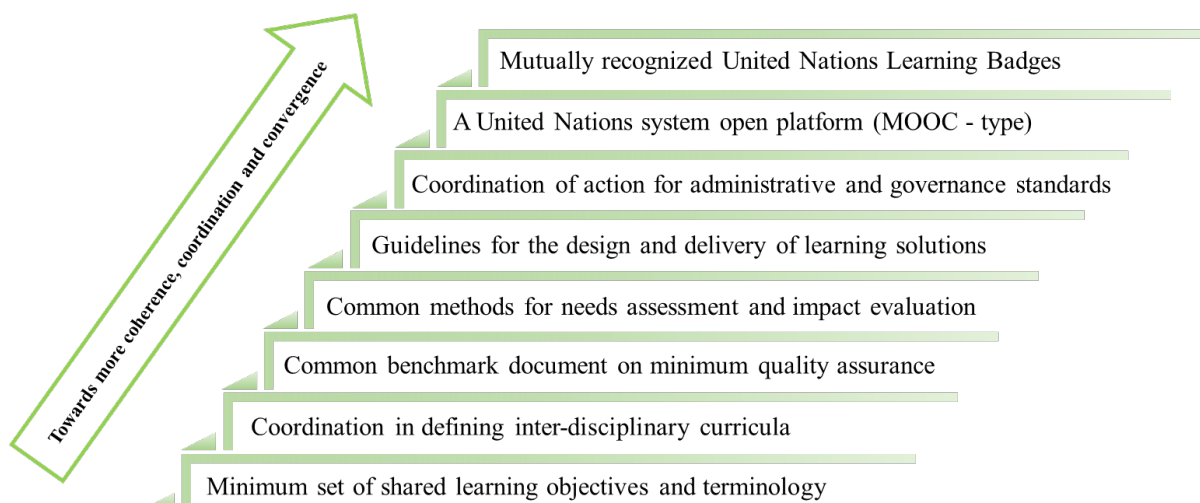 Towards more coherence, coordination and convergence
Mutually recognized United Nations Learning Badges
A United Nations system open platform (MOOC - type)
Coordination of action for administrative and governance standards
Guidelines for the design and delivery of learning solutions
Common methods for needs assessment and impact evaluation
Common benchmark document on minimum quality assurance
Coordination in defining inter-disciplinary curricula
Minimum set of shared learning objectives and terminology